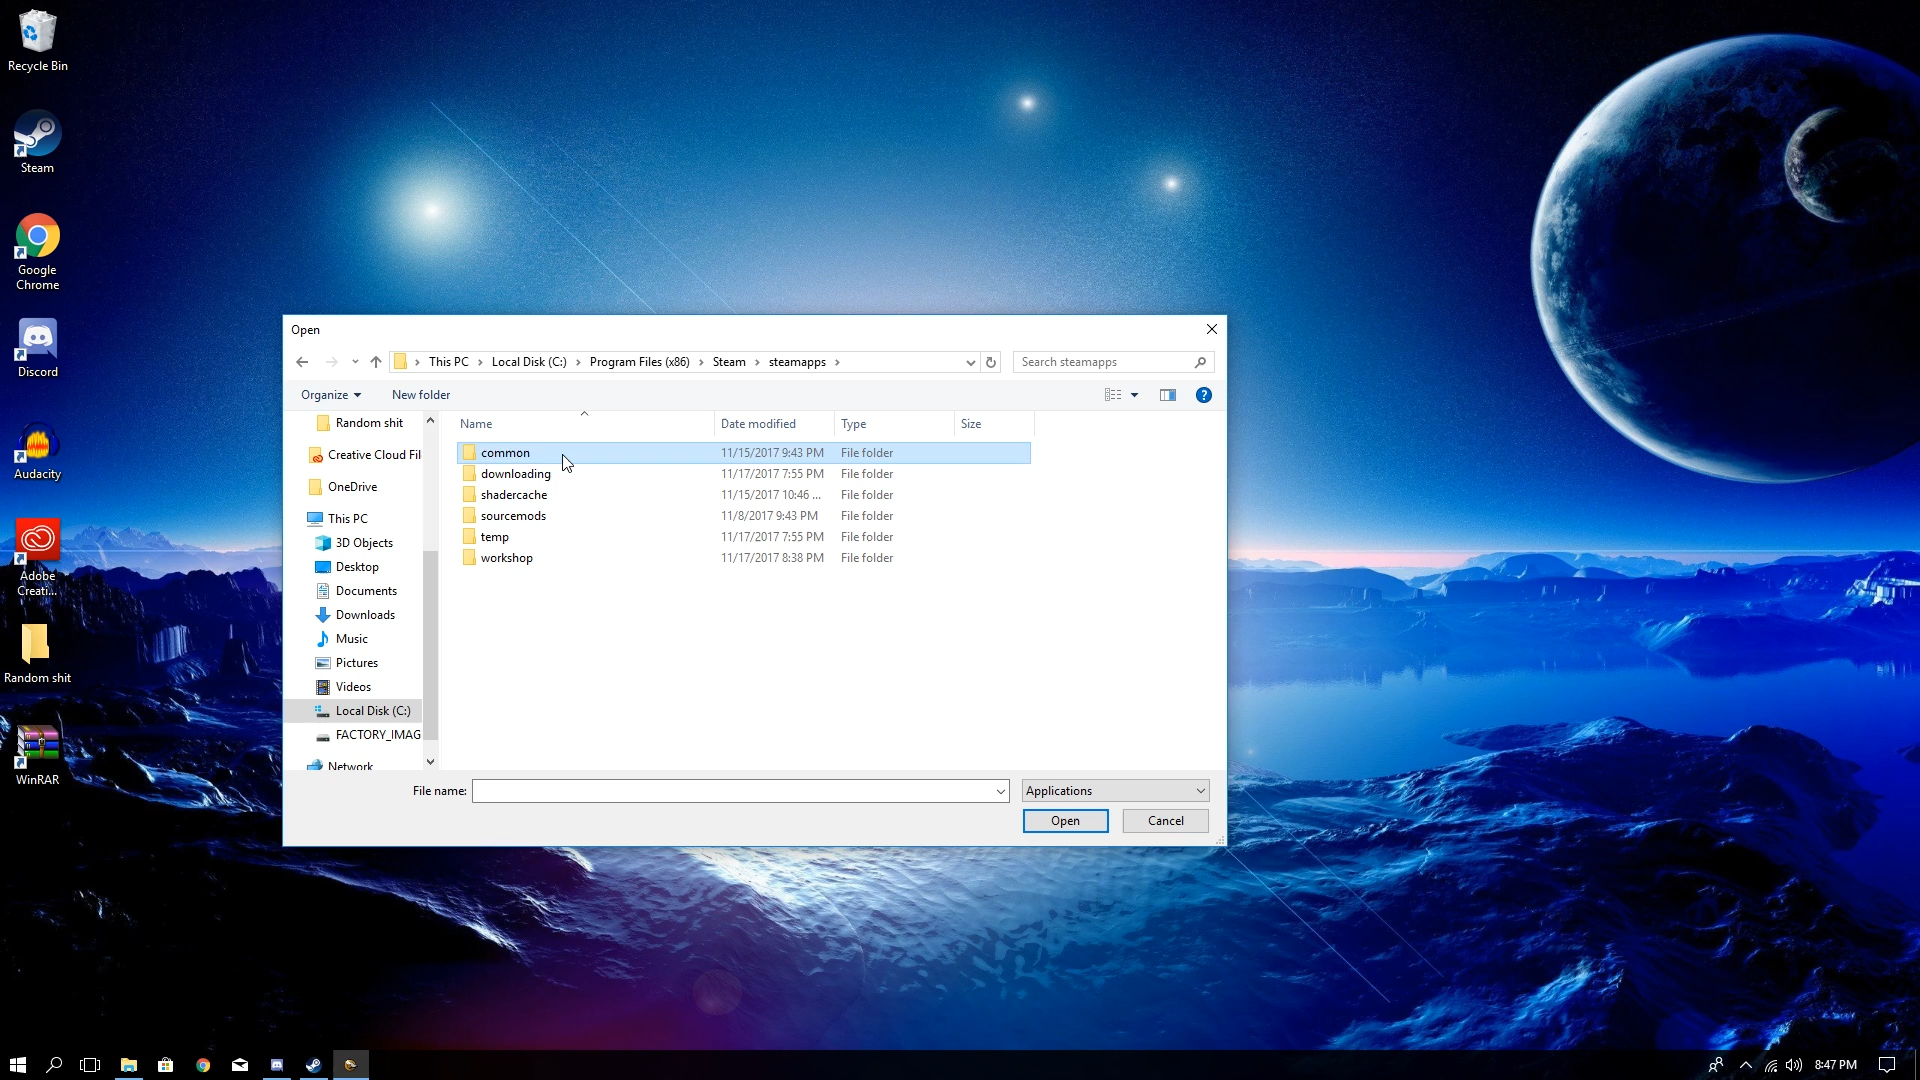 Recycle Bin
Steam
Google
Chrome
Discord
Audacity
Adobe
Creati...
Random shit
WinRAR
Open
This PC
Local Disk (C:)
Program Files (x86)
Steam
steamapps
Search steamapps
Organize
New folder
Random shit
Creative Cloud Fil
OneDrive
This PC
3D Objects
Desktop
Documents
Downloads
Music
Pictures
Videos
Local Disk (C:)
FACTORY_IMAG
Network
Name Date modified Type Size
common 11/15/2017 9:43 PM File folder
downloading 11/17/2017 7:55 PM File folder
shadercache 11/15/2017 10:46 ... File folder
sourcemods 11/8/2017 9:43 PM File folder
temp 11/17/2017 7:55 PM File folder
workshop 11/17/2017 8:38 PM File folder
File name:
Applications
Open
Cancel
8:47 PM